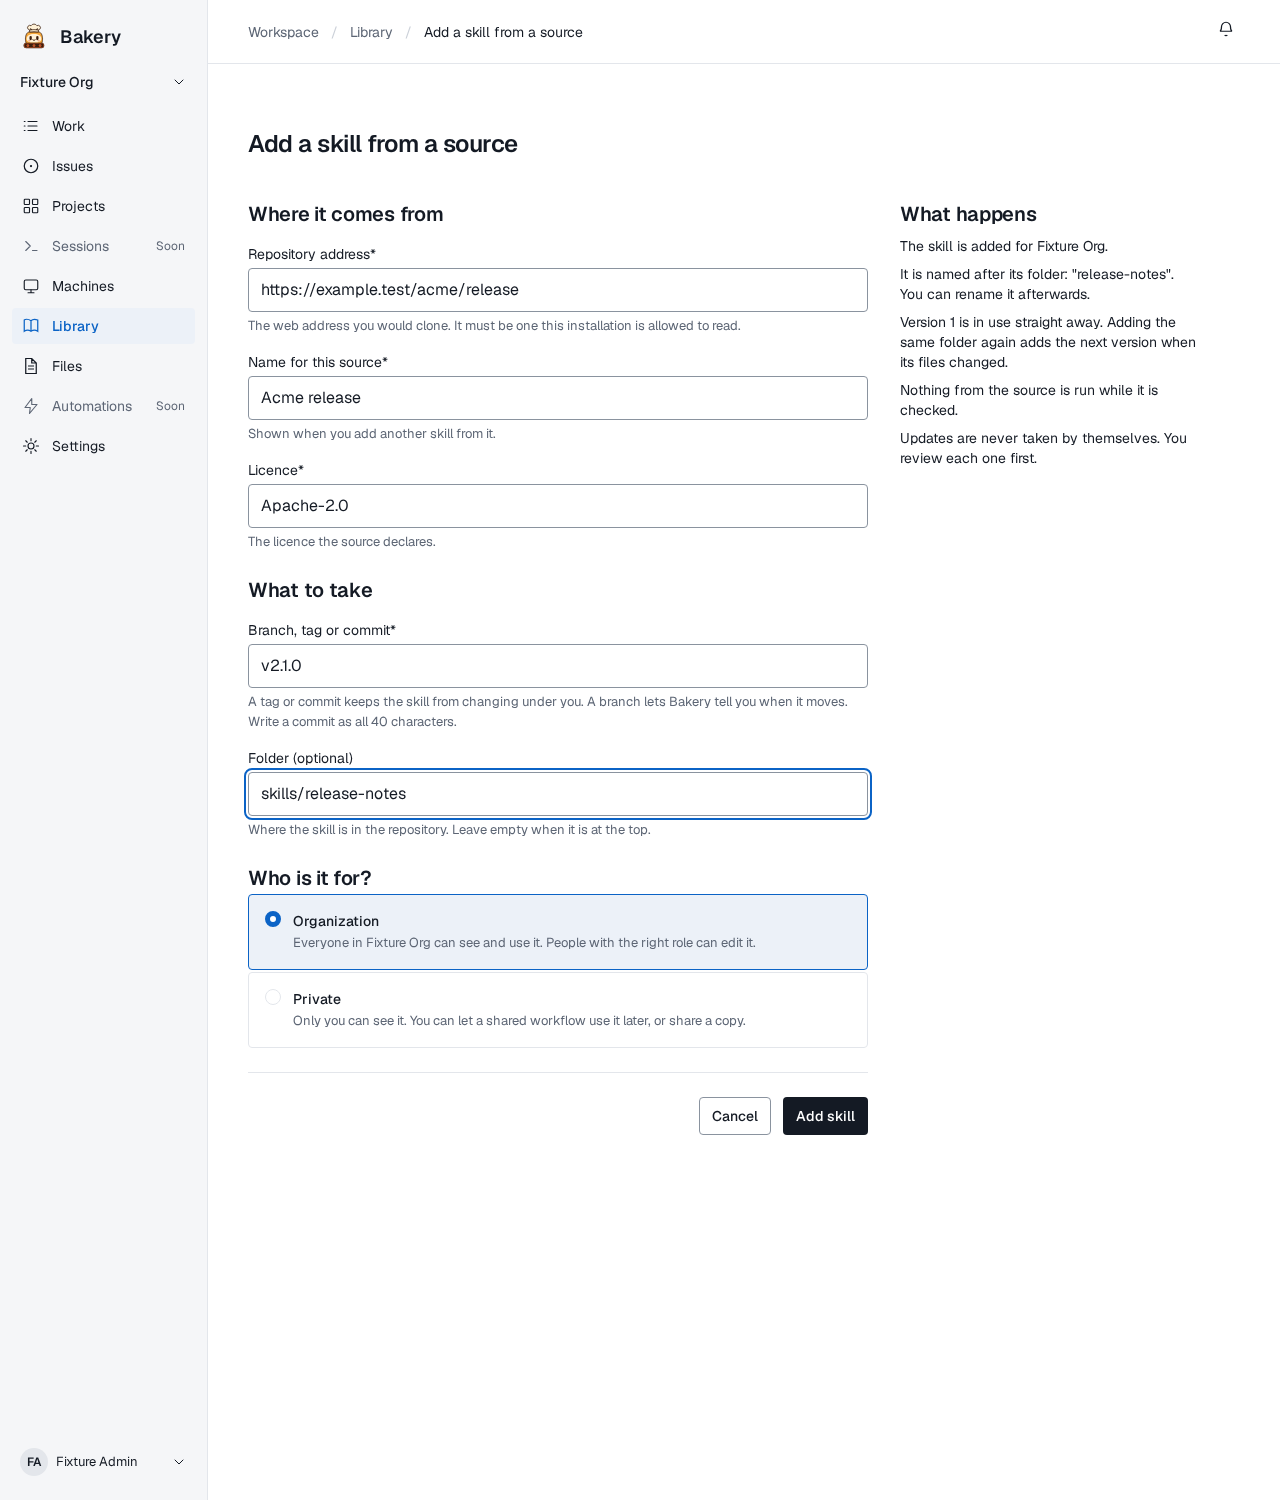 Bakery
Fixture Org
Work
Issues
Projects
Sessions Soon
Machines
Library
Files
Automations Soon
Settings
FA Fixture Admin
Workspace / Library / Add a skill from a source
Add a skill from a source
Where it comes from
Repository address*
https://example.test/acme/release
The web address you would clone. It must be one this installation is allowed to read.
Name for this source*
Acme release
Shown when you add another skill from it.
Licence*
Apache-2.0
The licence the source declares.
What to take
Branch, tag or commit*
v2.1.0
A tag or commit keeps the skill from changing under you. A branch lets Bakery tell you when it moves.
Write a commit as all 40 characters.
Folder (optional)
skills/release-notes
Where the skill is in the repository. Leave empty when it is at the top.
Who is it for?
Organization
Everyone in Fixture Org can see and use it. People with the right role can edit it.
Private
Only you can see it. You can let a shared workflow use it later, or share a copy.
Cancel Add skill
What happens
The skill is added for Fixture Org.
It is named after its folder: "release-notes".
You can rename it afterwards.
Version 1 is in use straight away. Adding the
same folder again adds the next version when
its files changed.
Nothing from the source is run while it is
checked.
Updates are never taken by themselves. You
review each one first.